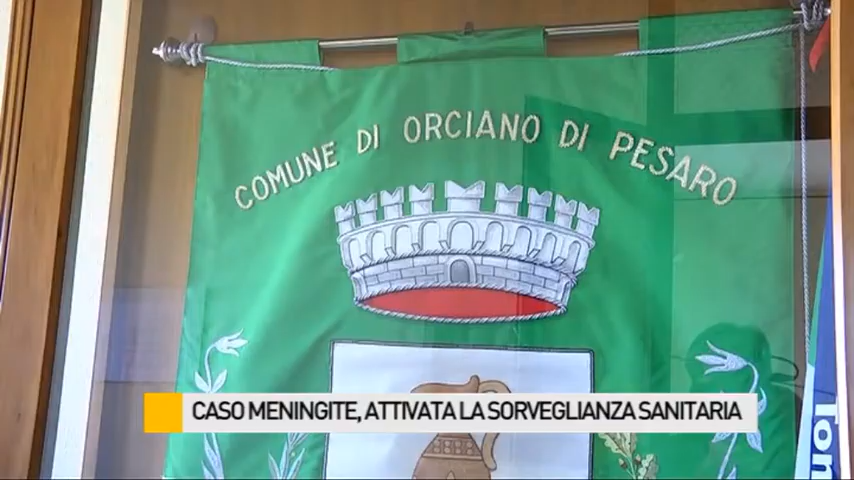 COMUNE DI ORCIANO DI PESARO
CASO MENINGITE, ATTIVATA LA SORVEGLIANZA SANITARIA